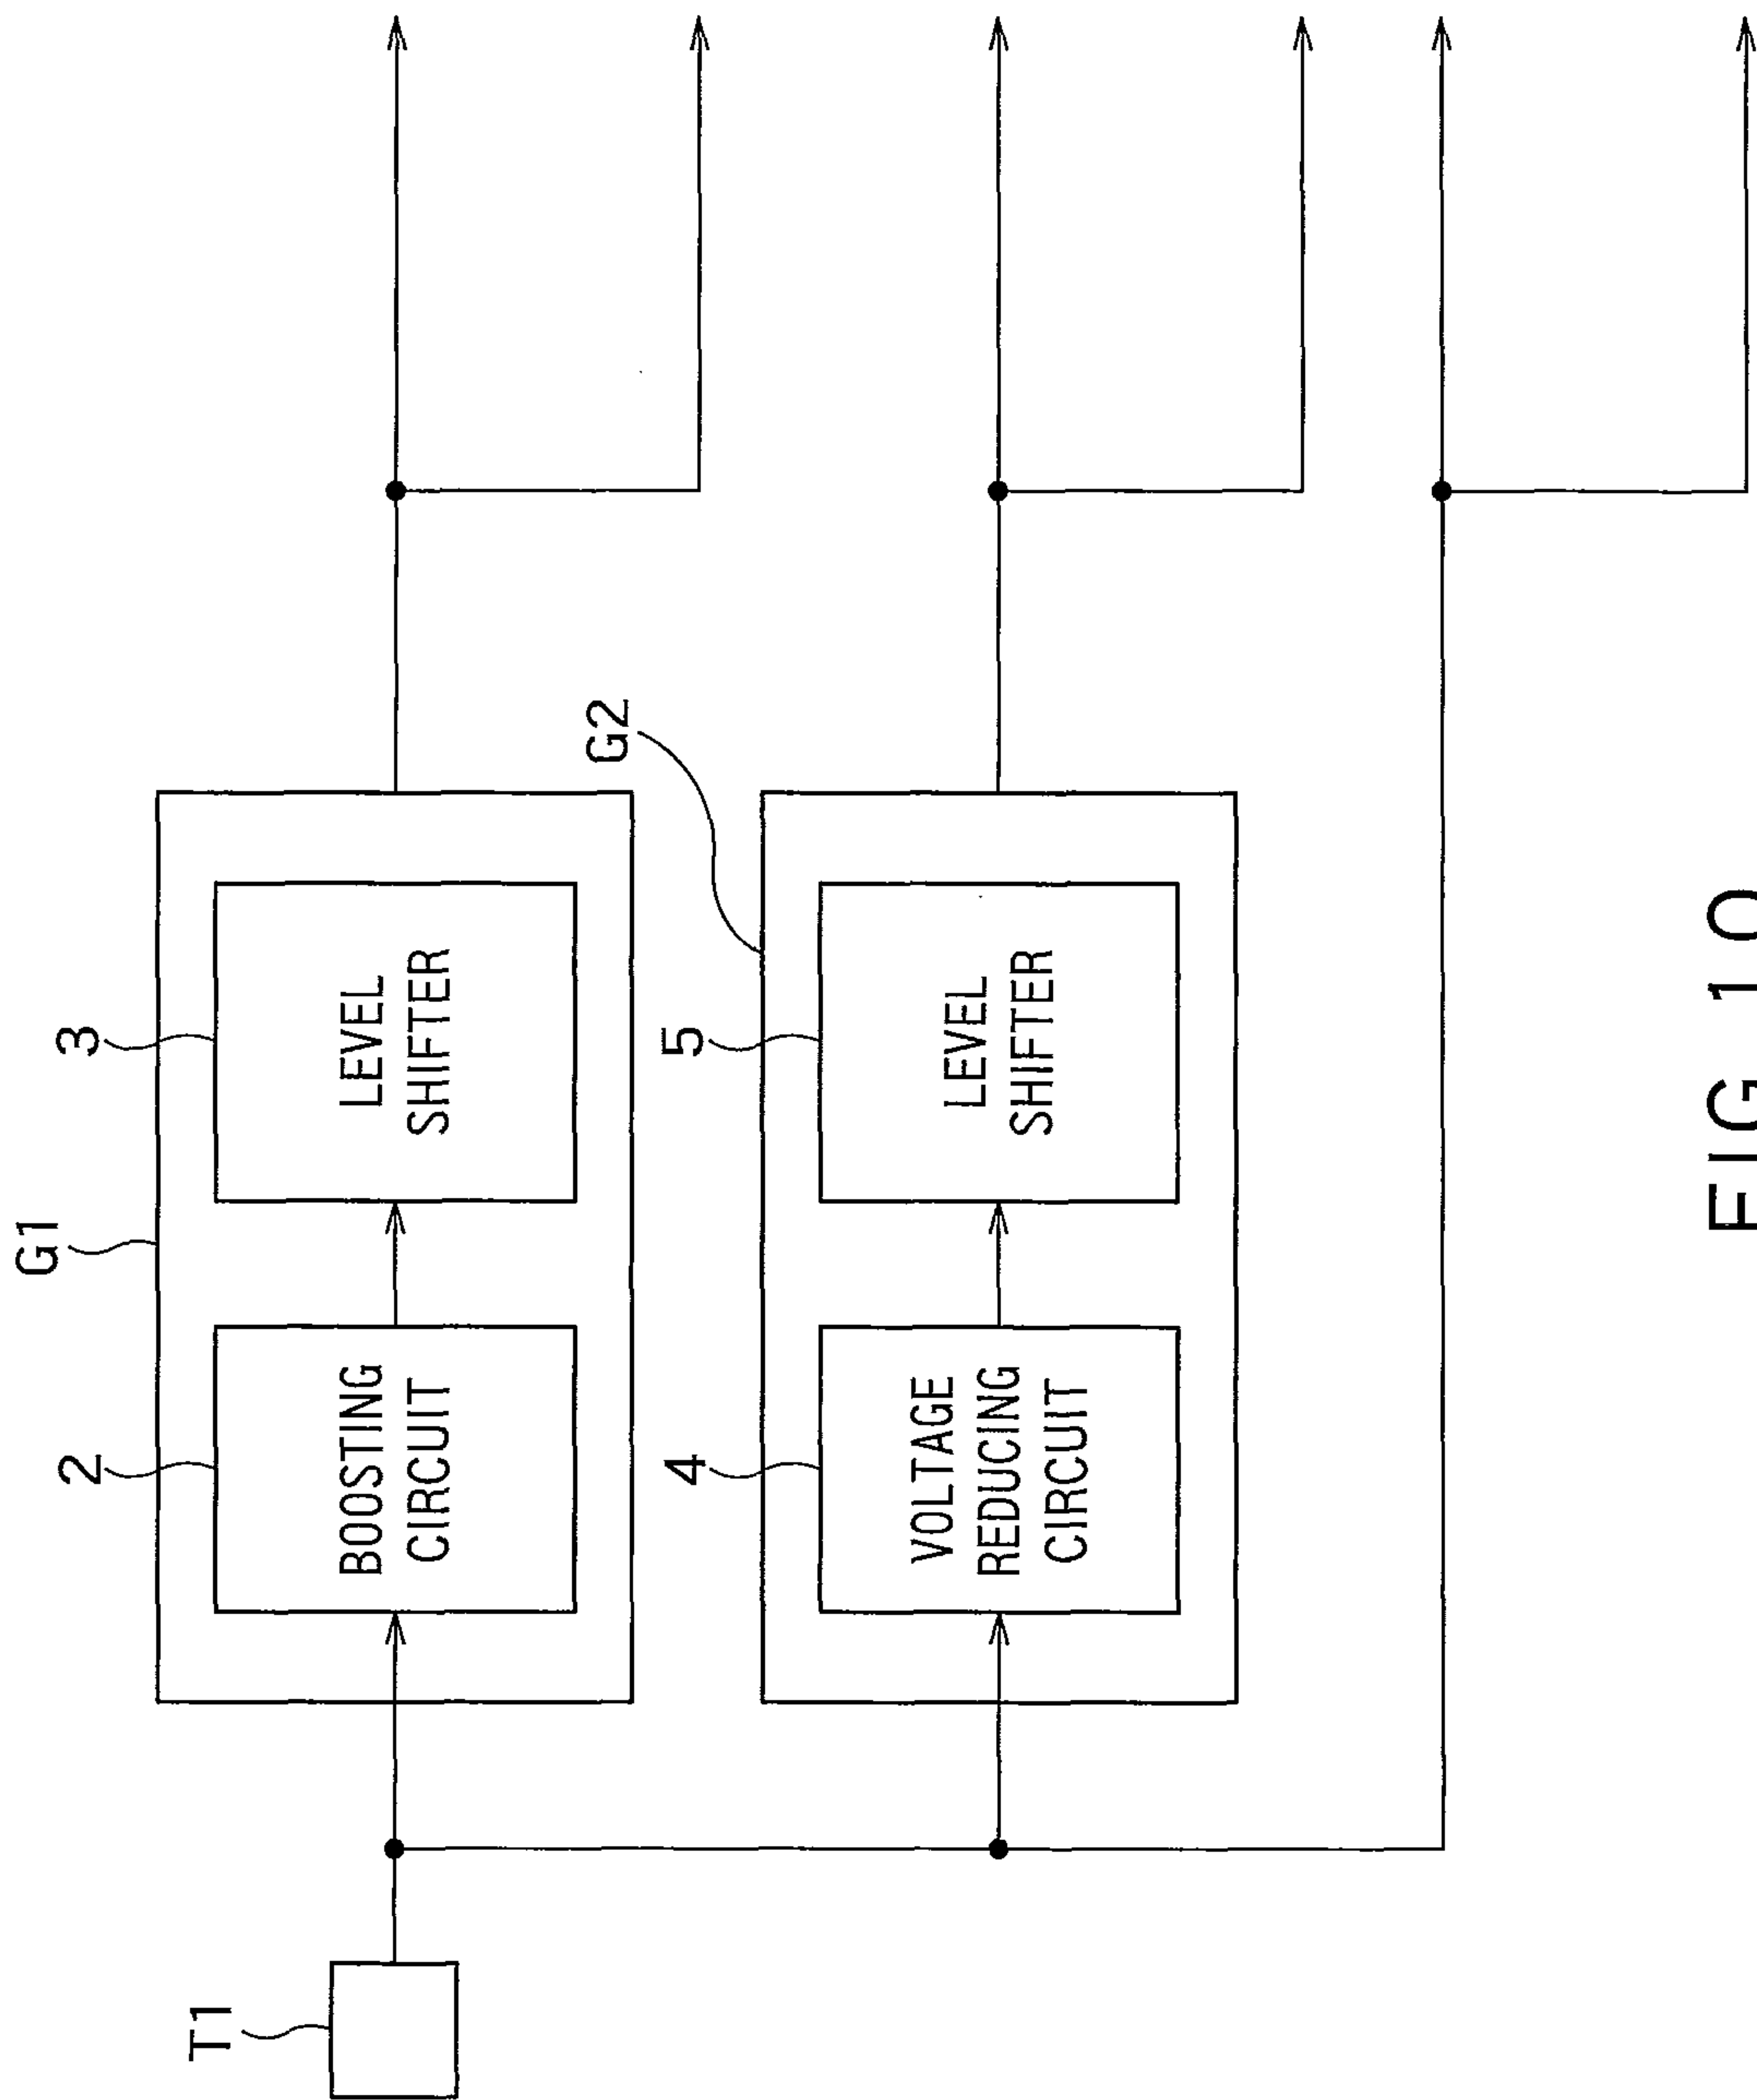 G1
2
BOOSTING
CIRCUIT
3
LEVEL
SHIFTER
T1
G2
4
VOLTAGE
REDUCING
CIRCUIT
5
LEVEL
SHIFTER
FIG. 10